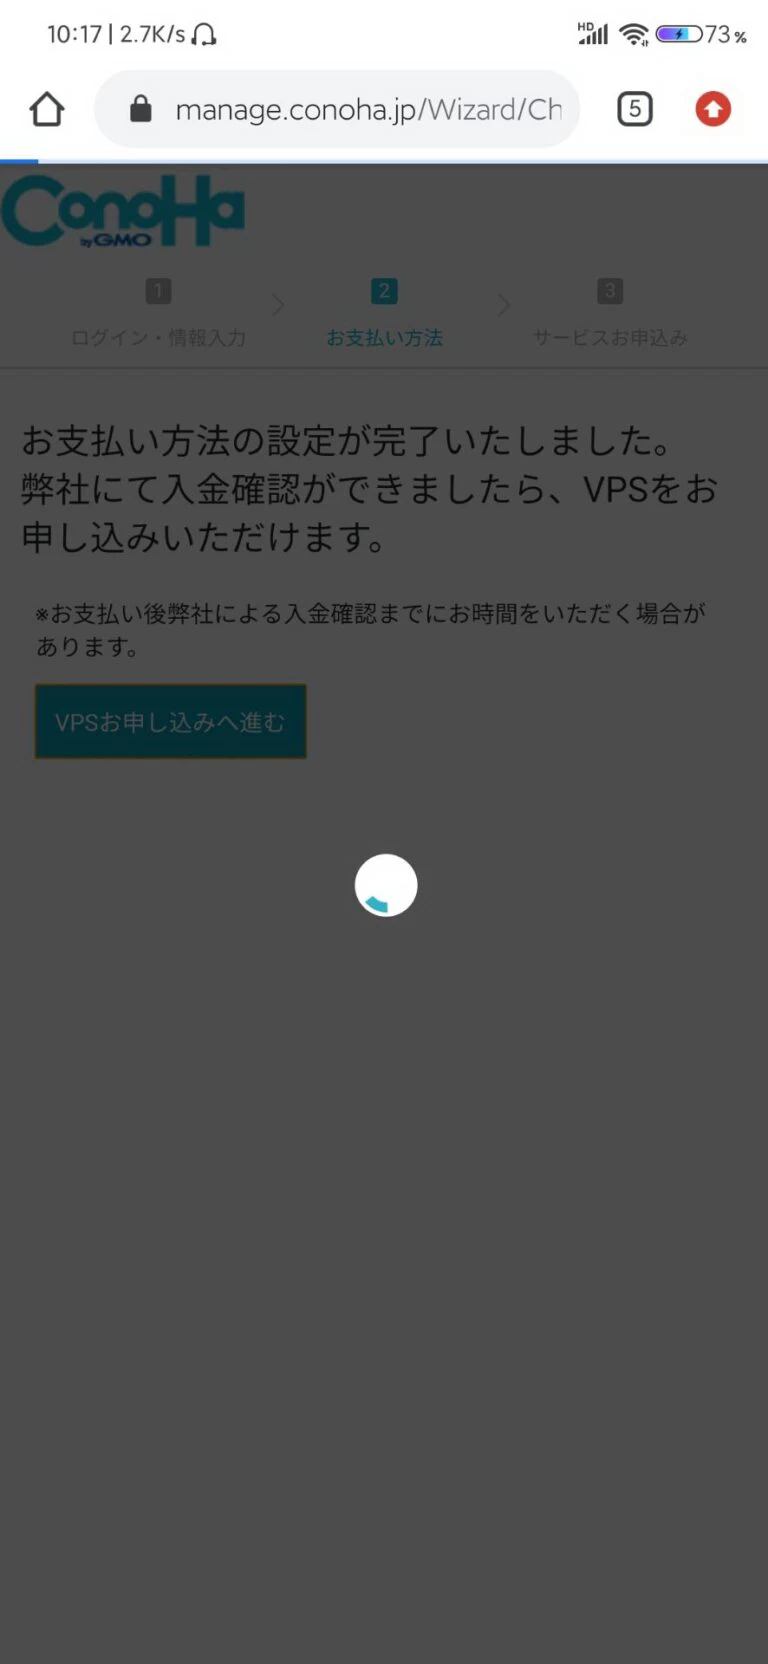 10:17 | 2.7K/s HD 73%
manage.conoha.jp/Wizard/Ch 5
ConoHa
by GMO
1 2 3
ログイン・情報入力 お支払い方法 サービスお申込み
お支払い方法の設定が完了いたしました。
弊社にて入金確認ができましたら、VPSをお
申し込みいただけます。
※お支払い後弊社による入金確認までにお時間をいただく場合が
あります。
VPSお申し込みへ進む